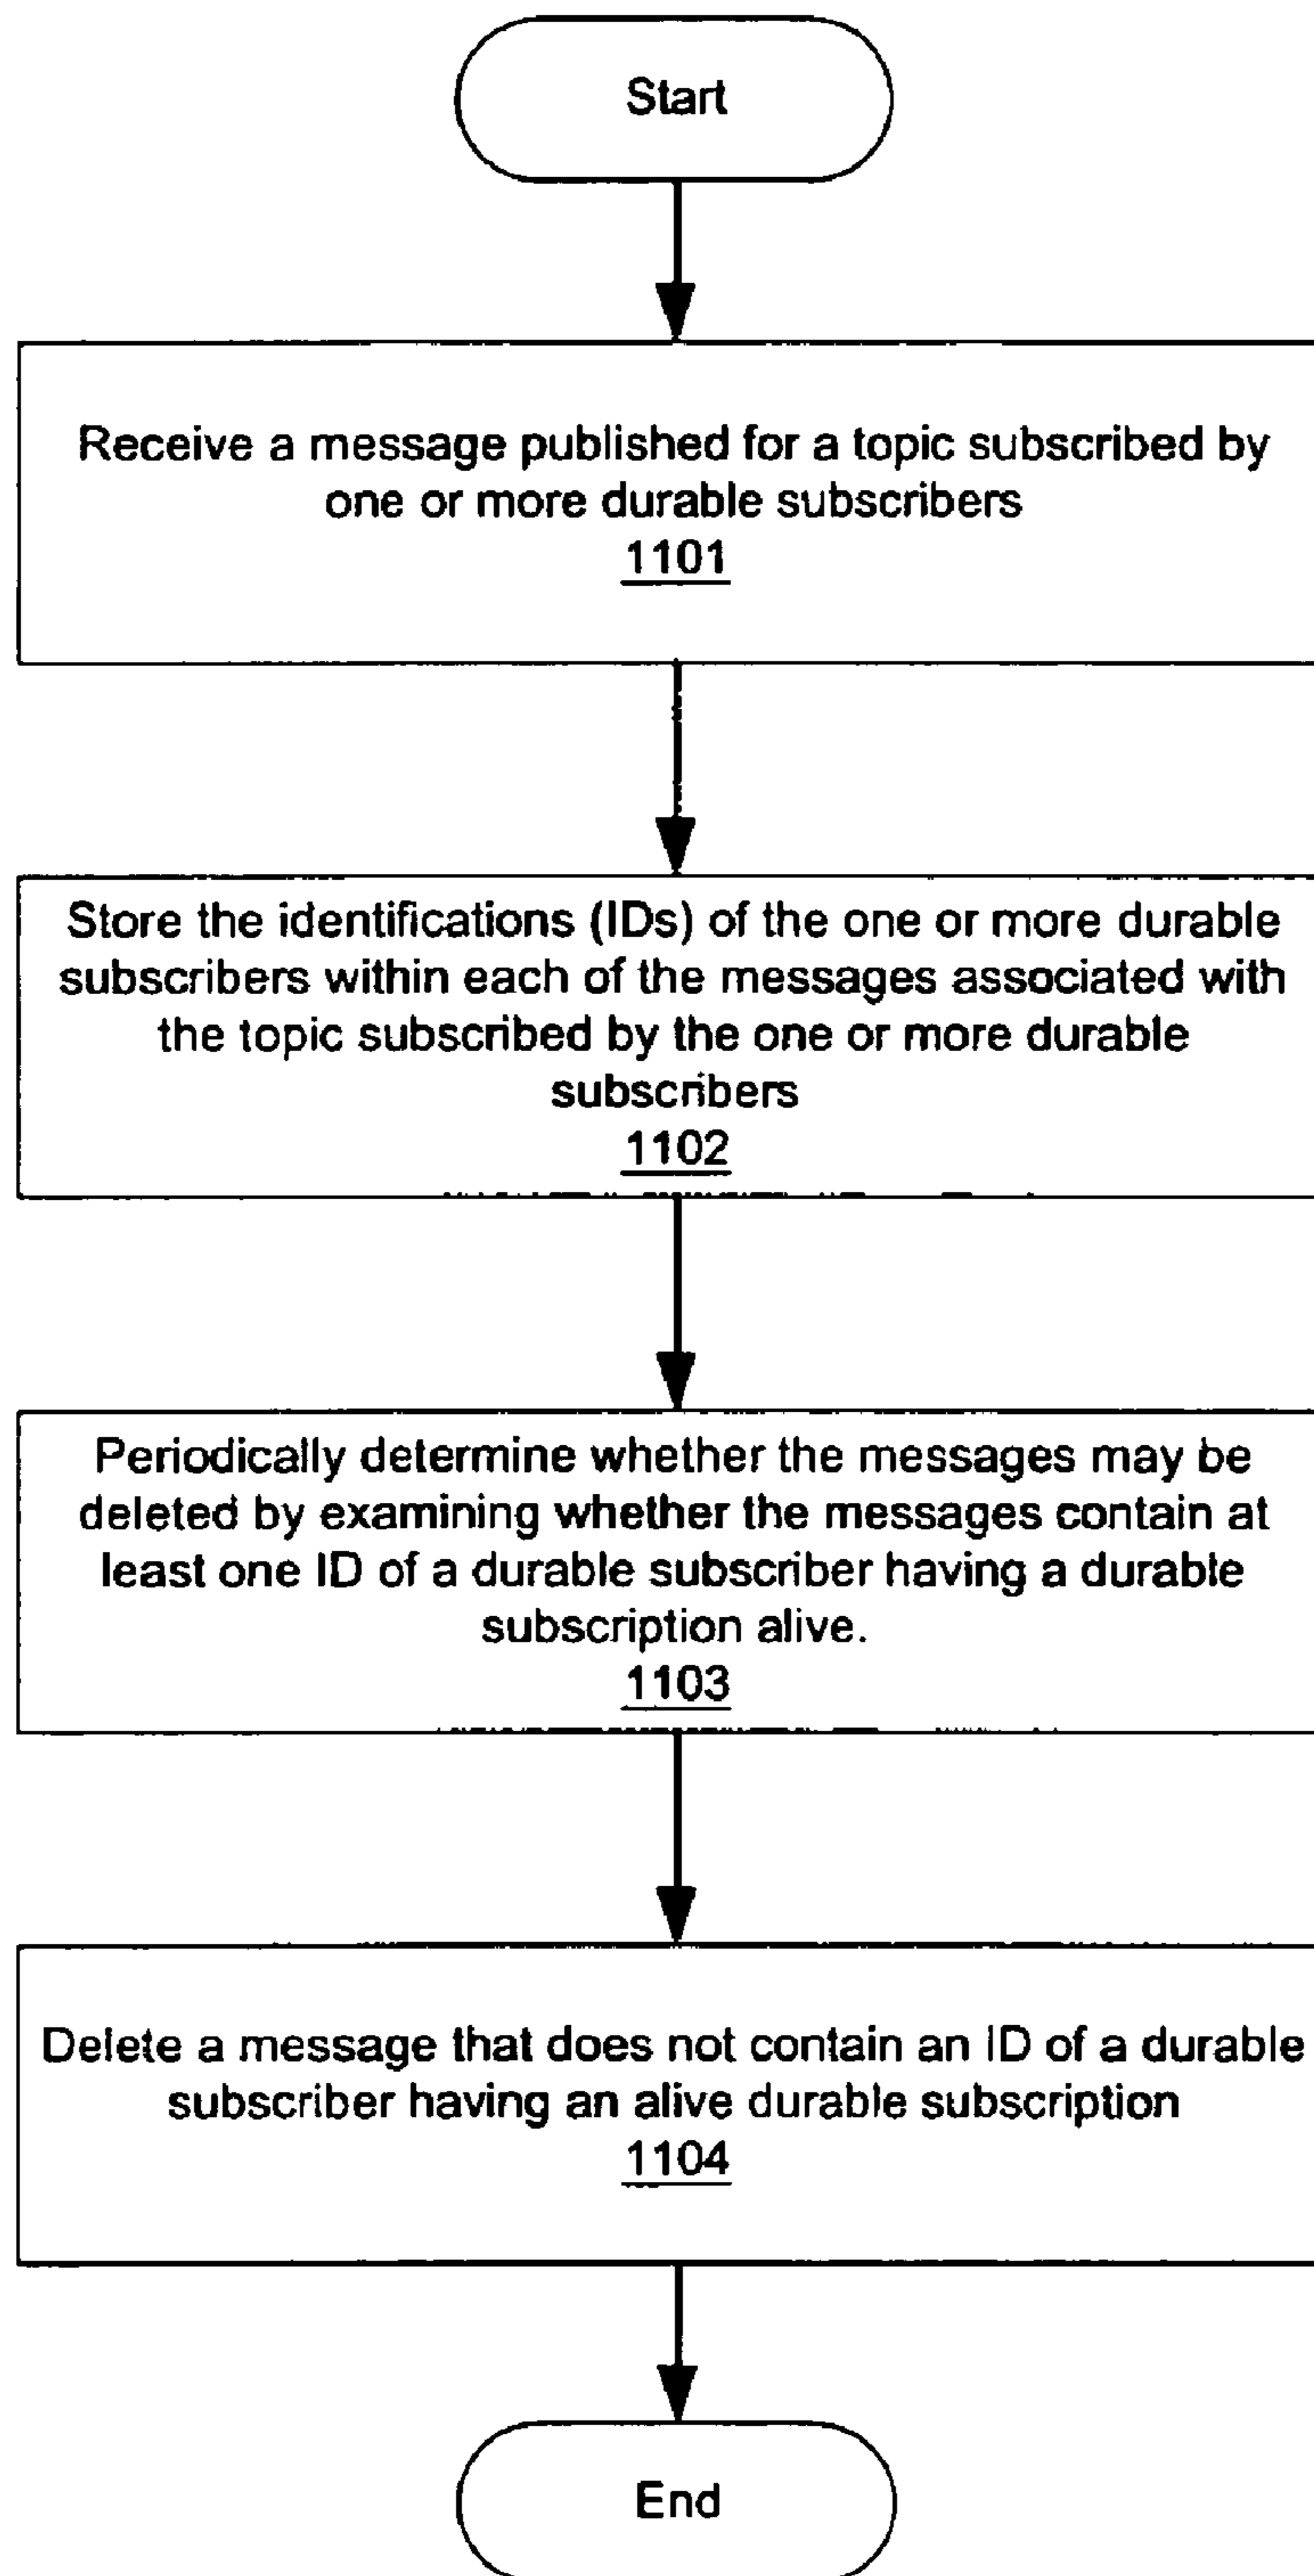 Start
Receive a message published for a topic subscribed by
one or more durable subscribers
1101
Store the identifications (IDs) of the one or more durable
subscribers within each of the messages associated with
the topic subscribed by the one or more durable
subscribers
1102
Periodically determine whether the messages may be
deleted by examining whether the messages contain at
least one ID of a durable subscriber having a durable
subscription alive.
1103
Delete a message that does not contain an ID of a durable
subscriber having an alive durable subscription
1104
End